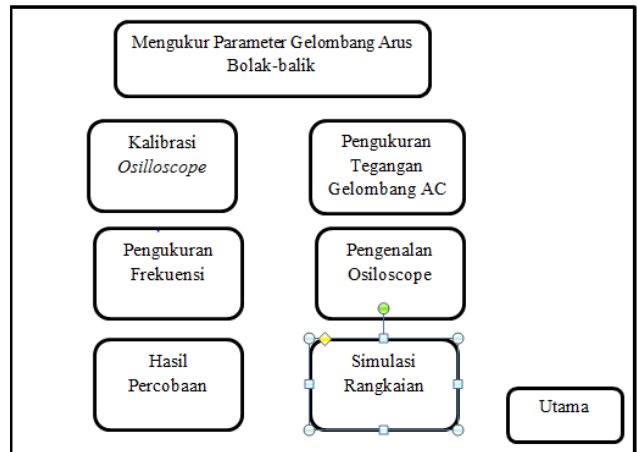 Mengukur Parameter Gelombang Arus
Bolak-balik
Kalibrasi
Osilloscope
Pengukuran
Tegangan
Gelombang AC
Pengukuran
Frekuensi
Pengenalan
Osiloscope
Hasil
Percobaan
Simulasi
Rangkaian
Utama